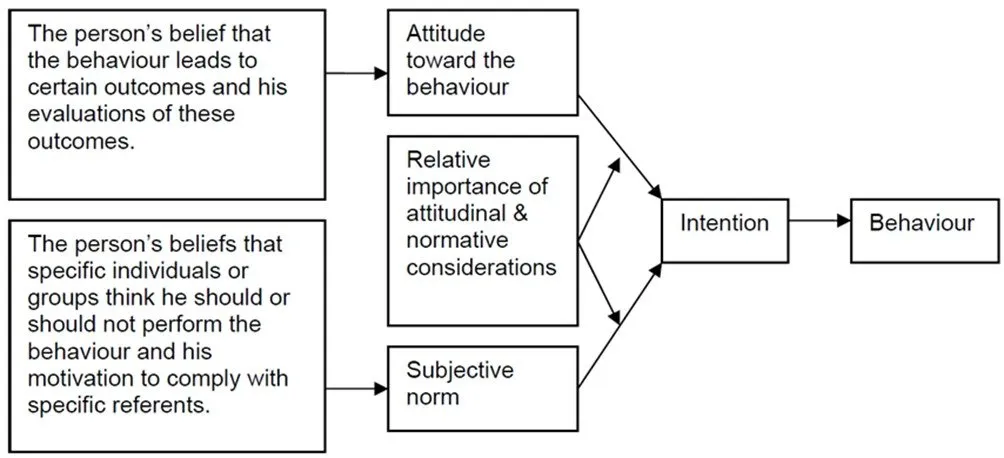 The person's belief that
the behaviour leads to
certain outcomes and his
evaluations of these
outcomes.
Attitude
toward the
behaviour
Relative
importance of
attitudinal &
normative
considerations
The person's beliefs that
specific individuals or
groups think he should or
should not perform the
behaviour and his
motivation to comply with
specific referents.
Subjective
norm
Intention
Behaviour